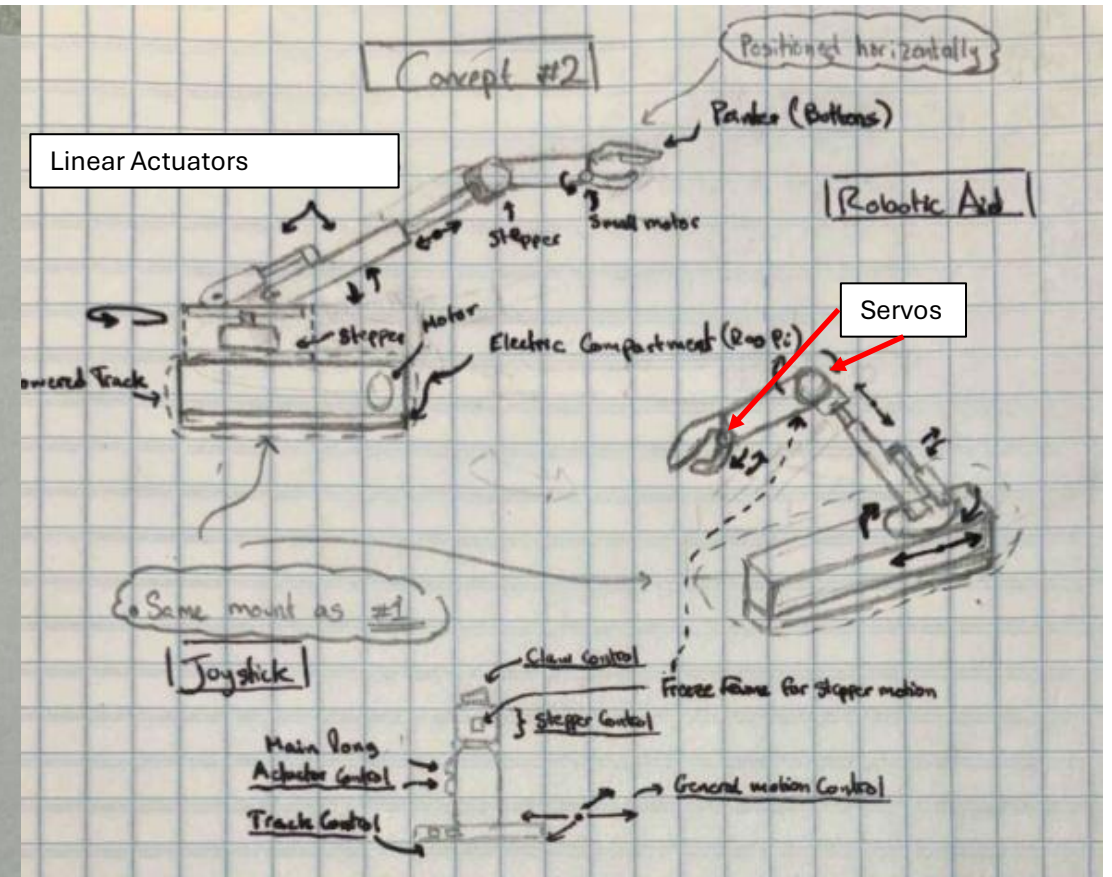 Concept #2
Positioned horizontally
(Buttons)
Linear Actuators
Robotic Aid
Stepper
Small motor
Servos
Motor
Stepper
Electric Compartment (Ras Pi)
owered Track
Same mount as #1
Joystick
Claw Control
Freeze Frame for stepper motion
} Stepper Control
Main long
Actuator Control
General motion Control
Track Control